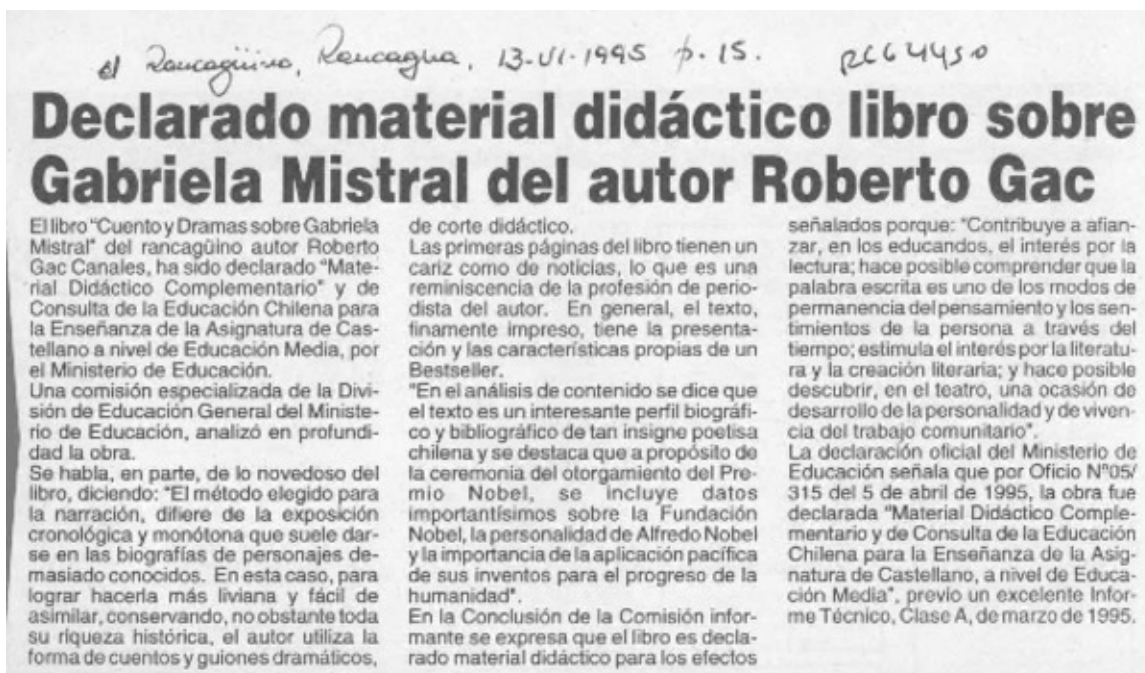 el Rancagüino, Rancagua, 13-VI-1995 p. 15.
Declarado material didáctico libro sobre
Gabriela Mistral del autor Roberto Gac
El libro "Cuento y Dramas sobre Gabriela
Mistral" del rancagüino autor Roberto
Gac Canales, ha sido declarado "Mate-
rial Didáctico Complementario" y de
Consulta de la Educación Chilena para
la Enseñanza de la Asignatura de Cas-
tellano a nivel de Educación Media, por
el Ministerio de Educación.
Una comisión especializada de la Divi-
sión de Educación General del Ministe-
rio de Educación, analizó en profundi-
dad la obra.
Se habla, en parte, de lo novedoso del
libro, diciendo: "El método elegido para
la narración, difiere de la exposición
cronológica y monótona que suele dar-
se en las biografías de personajes de-
masiado conocidos. En esta caso, para
lograr hacerla más liviana y fácil de
asimilar, conservando, no obstante toda
su riqueza histórica, el autor utiliza la
forma de cuentos y guiones dramáticos,
de corte didáctico.
Las primeras páginas del libro tienen un
cariz como de noticias, lo que es una
reminiscencia de la profesión de perio-
dista del autor. En general, el texto,
finamente impreso, tiene la presenta-
ción y las características propias de un
Bestseller.
"En el análisis de contenido se dice que
el texto es un interesante perfil biográfi-
co y bibliográfico de tan insigne poetisa
chilena y se destaca que a propósito de
la ceremonia del otorgamiento del Pre-
mio Nobel, se incluye datos
importantísimos sobre la Fundación
Nobel, la personalidad de Alfredo Nobel
y la importancia de la aplicación pacífica
de sus inventos para el progreso de la
humanidad".
En la Conclusión de la Comisión infor-
mante se expresa que el libro es decla-
rado material didáctico para los efectos
señalados porque: "Contribuye a afian-
zar, en los educandos, el interés por la
lectura; hace posible comprender que la
palabra escrita es uno de los modos de
permanencia del pensamiento y los sen-
timientos de la persona a través del
tiempo; estimula el interés por la literatu-
ra y la creación literaria; y hace posible
descubrir, en el teatro, una ocasión de
desarrollo de la personalidad y de viven-
cia del trabajo comunitario".
La declaración oficial del Ministerio de
Educación señala que por Oficio Nº05/
315 del 5 de abril de 1995, la obra fue
declarada "Material Didáctico Comple-
mentario y de Consulta de la Educación
Chilena para la Enseñanza de la Asig-
natura de Castellano, a nivel de Educa-
ción Media", previo un excelente Infor-
me Técnico, Clase A, de marzo de 1995.